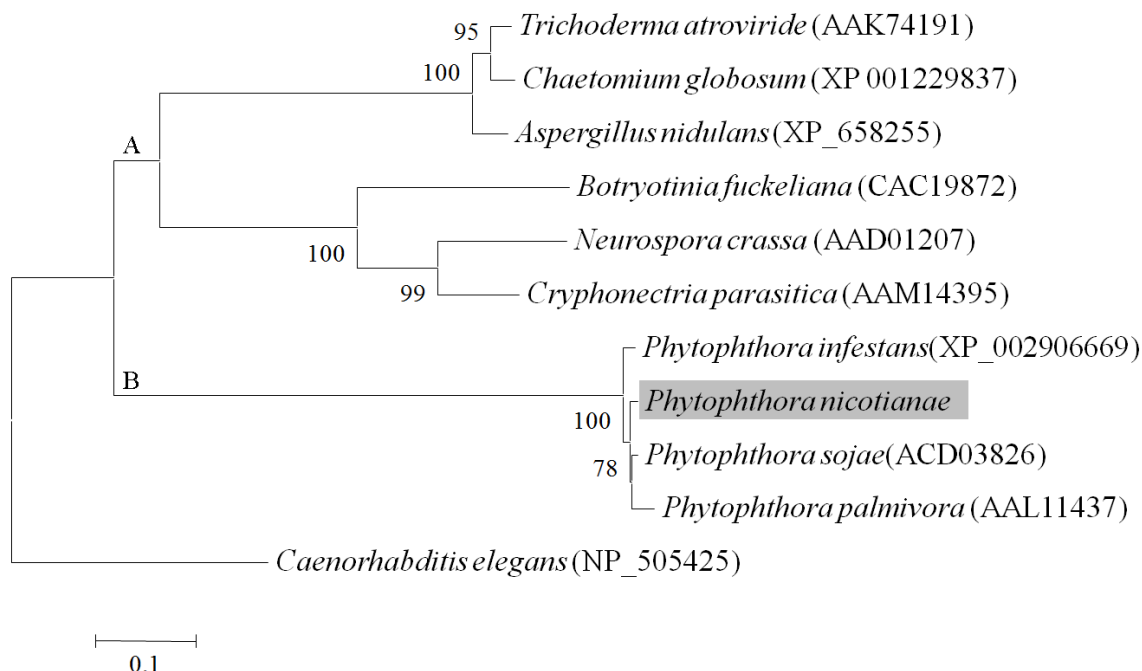 95
Trichoderma atroviride (AAK74191)
100
Chaetomium globosum (XP 001229837)
Aspergillus nidulans (XP_658255)
A
Botryotinia fuckeliana (CAC19872)
100
Neurospora crassa (AAD01207)
99
Cryphonectria parasitica (AAM14395)
Phytophthora infestans(XP_002906669)
B
Phytophthora nicotianae
100
Phytophthora sojae(ACD03826)
78
Phytophthora palmivora (AAL11437)
Caenorhabditis elegans (NP_505425)
0.1